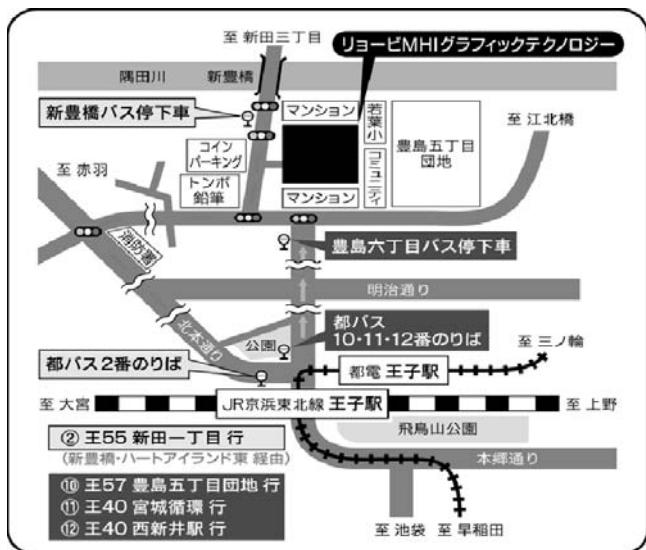 至 新田三丁目
リョービMHIグラフィックテクノロジー
隅田川
新豊橋
新豊橋バス停下車
マンション
若葉小
コミュニティ
豊島五丁目
団地
至 江北橋
コイン
パーキング
トンボ
鉛筆
マンション
至 赤羽
消防署
豊島六丁目バス停下車
明治通り
北本通り
公園
都バス
10・11・12番のりば
都バス2番のりば
至 三ノ輪
都電 王子駅
至 大宮
JR京浜東北線 王子駅
至 上野
飛鳥山公園
本郷通り
② 王55 新田一丁目 行
(新豊橋・ハートアイランド東 経由)
⑩ 王57 豊島五丁目団地 行
⑪ 王40 宮城循環 行
⑫ 王40 西新井駅 行
至 池袋
至 早稲田